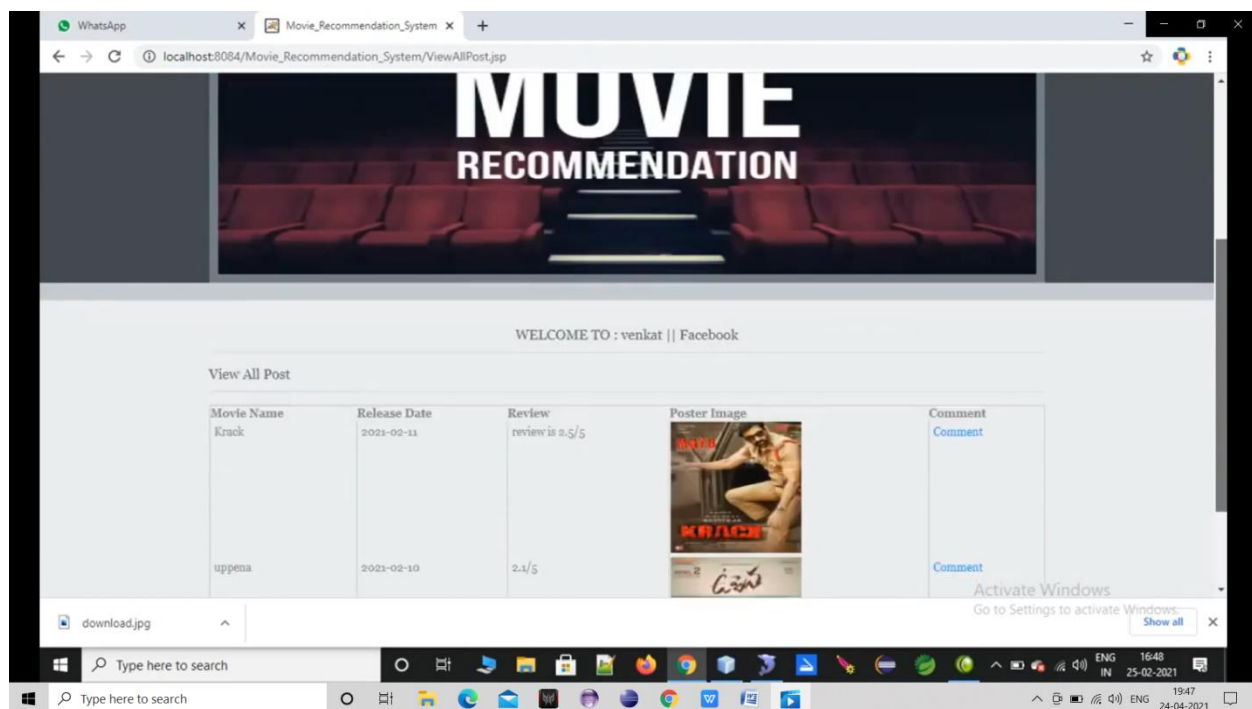 WhatsApp
Movie_Recommendation_System
localhost:8084/Movie_Recommendation_System/ViewAllPost.jsp
MOVIE
RECOMMENDATION
WELCOME TO : venkat || Facebook
View All Post
Movie Name Release Date Review Poster Image Comment
Krack 2021-02-11 review is 2.5/5 Comment
KRACK
uppena 2021-02-10 2.1/5 Comment
ఉప్పెన
Activate Windows
Go to Settings to activate Windows.
download.jpg Show all
Type here to search ENG 16:48
IN 25-02-2021
Type here to search ENG 19:47
24-04-2021